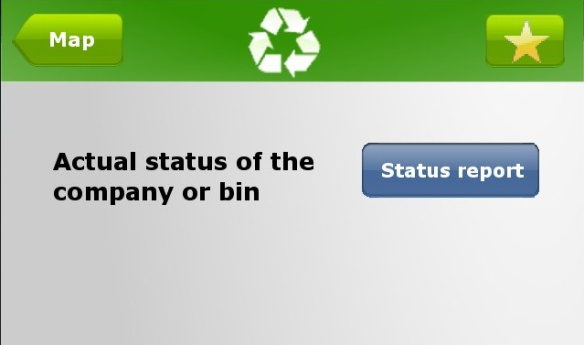 Map
Actual status of the
company or bin
Status report